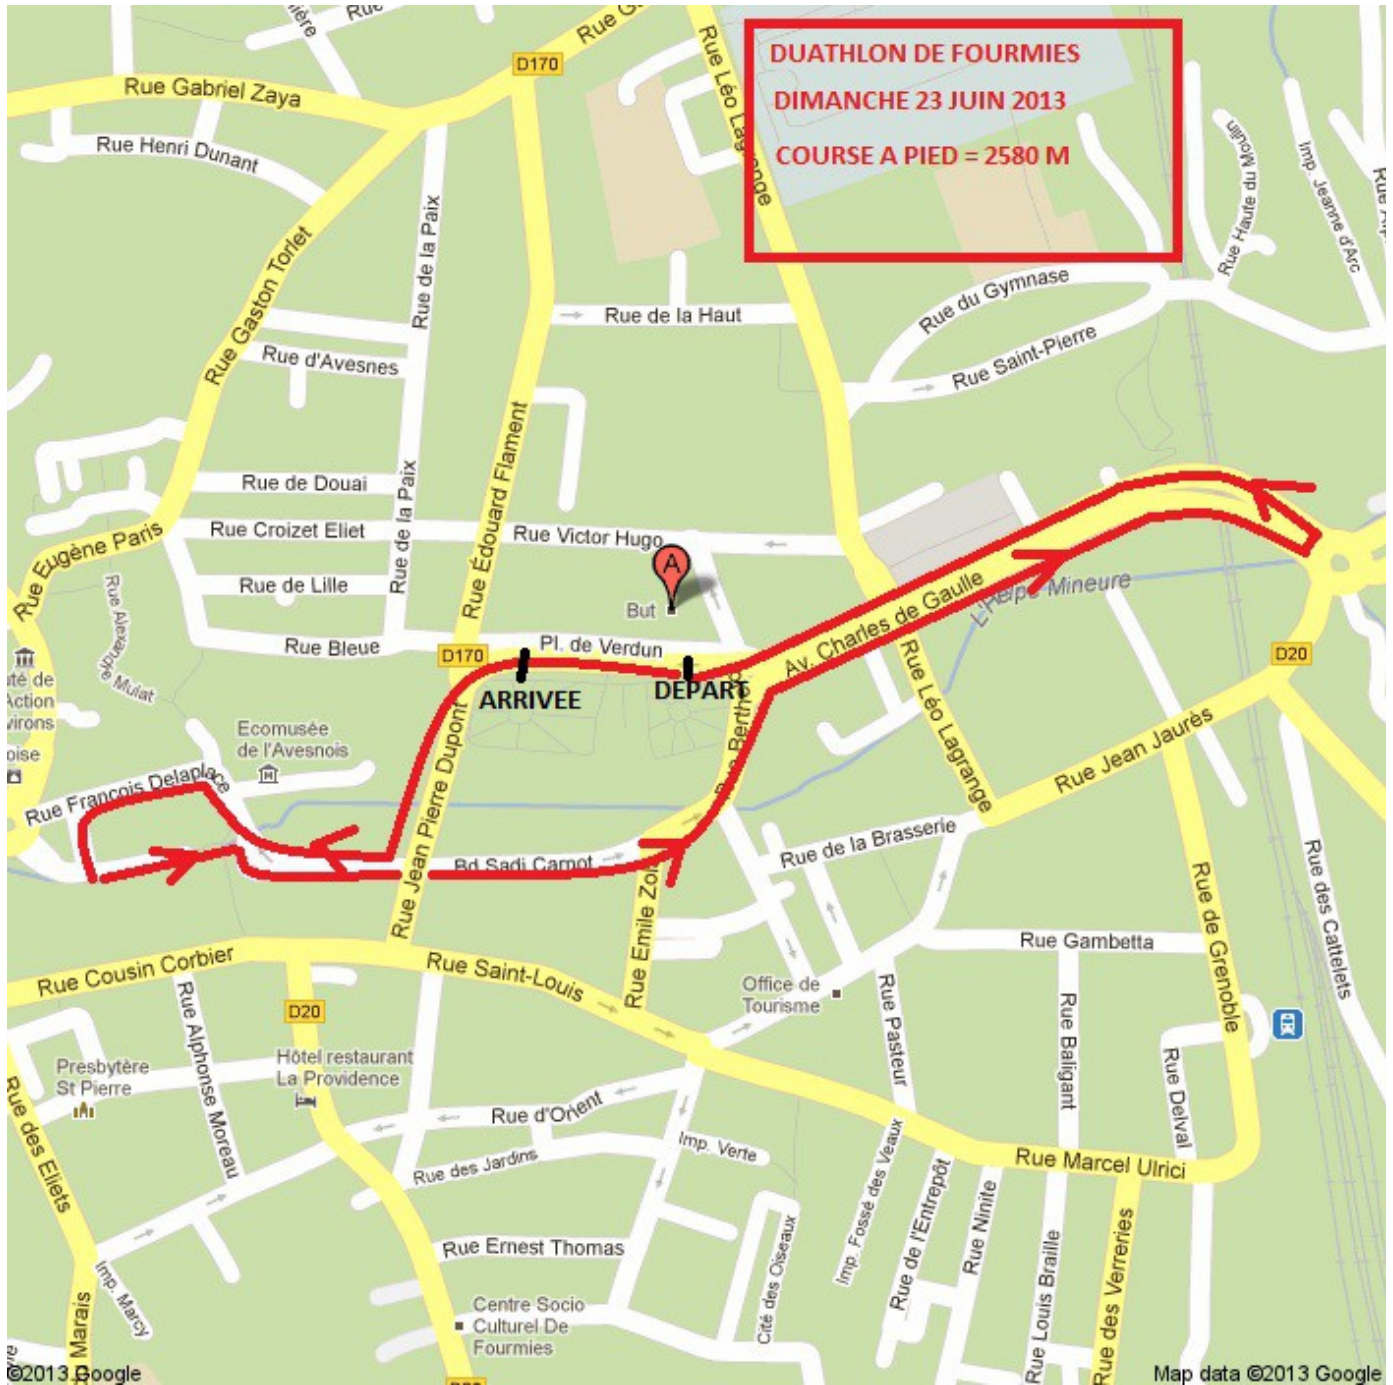 DUATHLON DE FOURMIES
DIMANCHE 23 JUIN 2013
COURSE A PIED = 2580 M
D170
Rue Gabriel Zaya
Rue Henri Dunant
Rue Léo Lagrange
Rue de la Paix
Rue Gaston Torlet
Rue Haute du Moulin
Imp. Jeanne d'Arc
Rue du Gymnase
Rue de la Haut
Rue Saint-Pierre
Rue d'Avesnes
Rue Édouard Flament
Rue de Douai
Rue de la Paix
Rue Croizet Eliet
Rue Victor Hugo
Rue Eugène Paris
A
Rue de Lille
But
Av. Charles de Gaulle
Mineure
Rue Bleue
D170
Pl. de Verdun
D20
ARRIVEE
DEPART
Rue Léo Lagrange
Rue Jean Jaurès
Ecomusée
de l'Avesnois
Rue François Delaplace
Rue Jean Pierre Dupont
Rue de la Brasserie
Bd Sadi Carnot
Rue Emile Zola
Rue de Grenoble
Rue des Cattelets
Rue Cousin Corbier
Rue Saint-Louis
Rue Gambetta
Office de
Tourisme
D20
Rue Alphonse Moreau
Rue Pasteur
Rue Baligant
Rue Delval
Presbytère
St Pierre
Hôtel restaurant
La Providence
Rue d'Orient
Rue des Eliets
Imp. Verte
Rue des Jardins
Rue Marcel Ulrici
Imp. Fossé des Veaux
Rue de l'Entrepôt
Rue Ninite
Rue Louis Braille
Rue des Verreries
Rue Ernest Thomas
Cité des Oiseaux
Imp. Marcy
Marais
Centre Socio
Culturel De
Fourmies
©2013 Google
Map data ©2013 Google